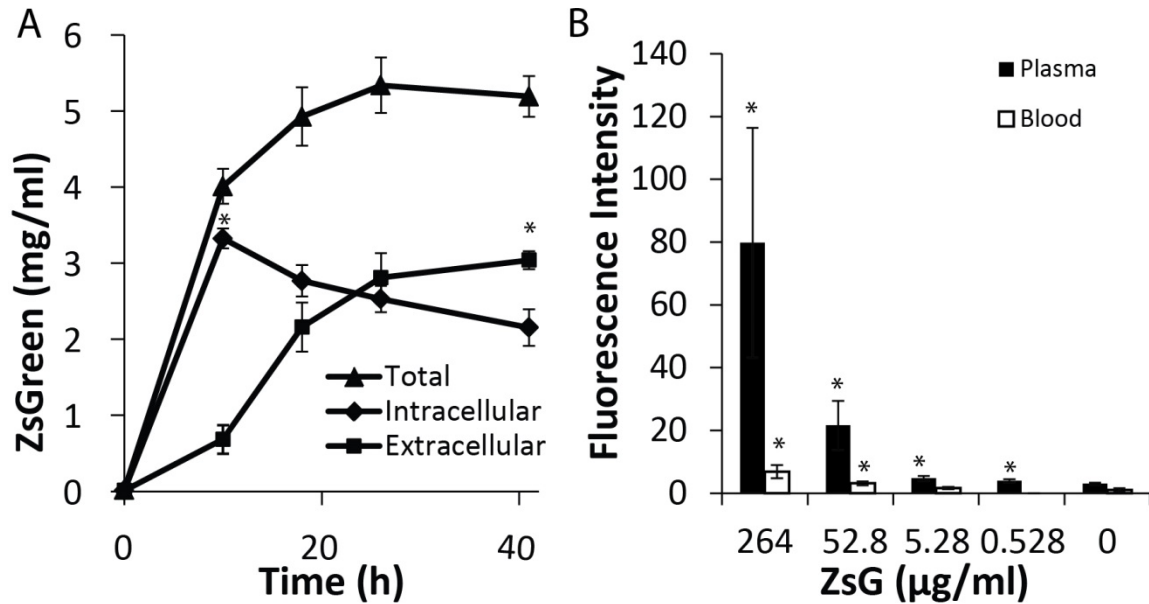 A
ZsGreen (mg/ml)
6
5
4
3
2
1
0
*
*
Total
Intracellular
Extracellular
0
20
40
Time (h)
B
Fluorescence Intensity
140
120
100
80
60
40
20
0
Plasma
Blood
*
*
*
*
*
*
264 52.8 5.28 0.528 0
ZsG (μg/ml)